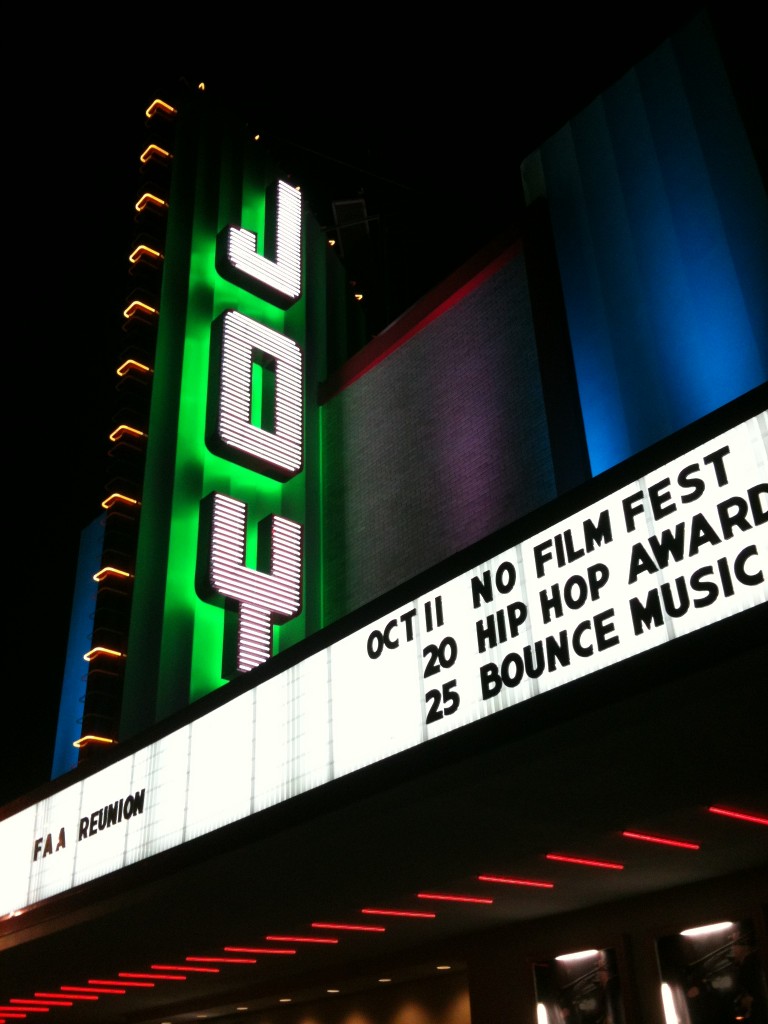 JOY
OCT 11 NO FILM FEST
20 HIP HOP AWARD
25 BOUNCE MUSIC
FAA REUNION